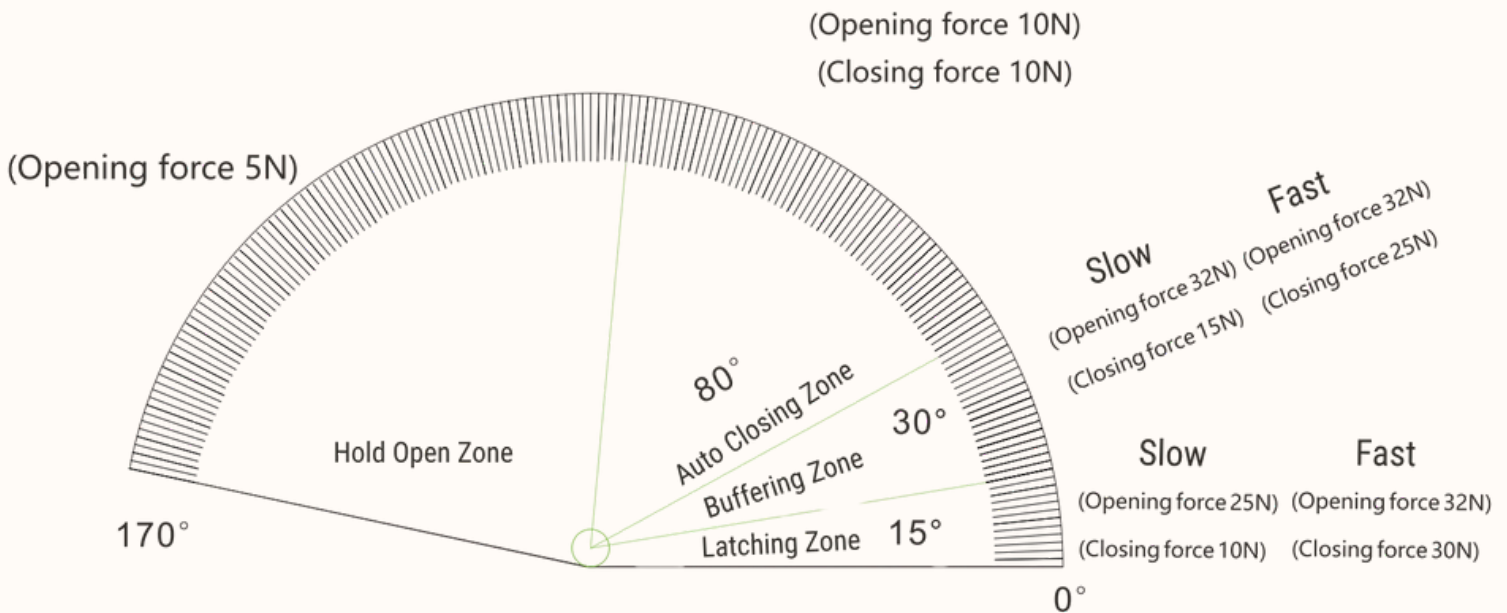 (Opening force 10N)
(Closing force 10N)
(Opening force 5N)
Slow
Fast
(Opening force 32N)
(Opening force 32N)
(Closing force 15N)
(Closing force 25N)
80°
Auto Closing Zone
30°
Hold Open Zone
Buffering Zone
Slow
Fast
(Opening force 25N)
(Opening force 32N)
170°
Latching Zone
15°
(Closing force 10N)
(Closing force 30N)
0°